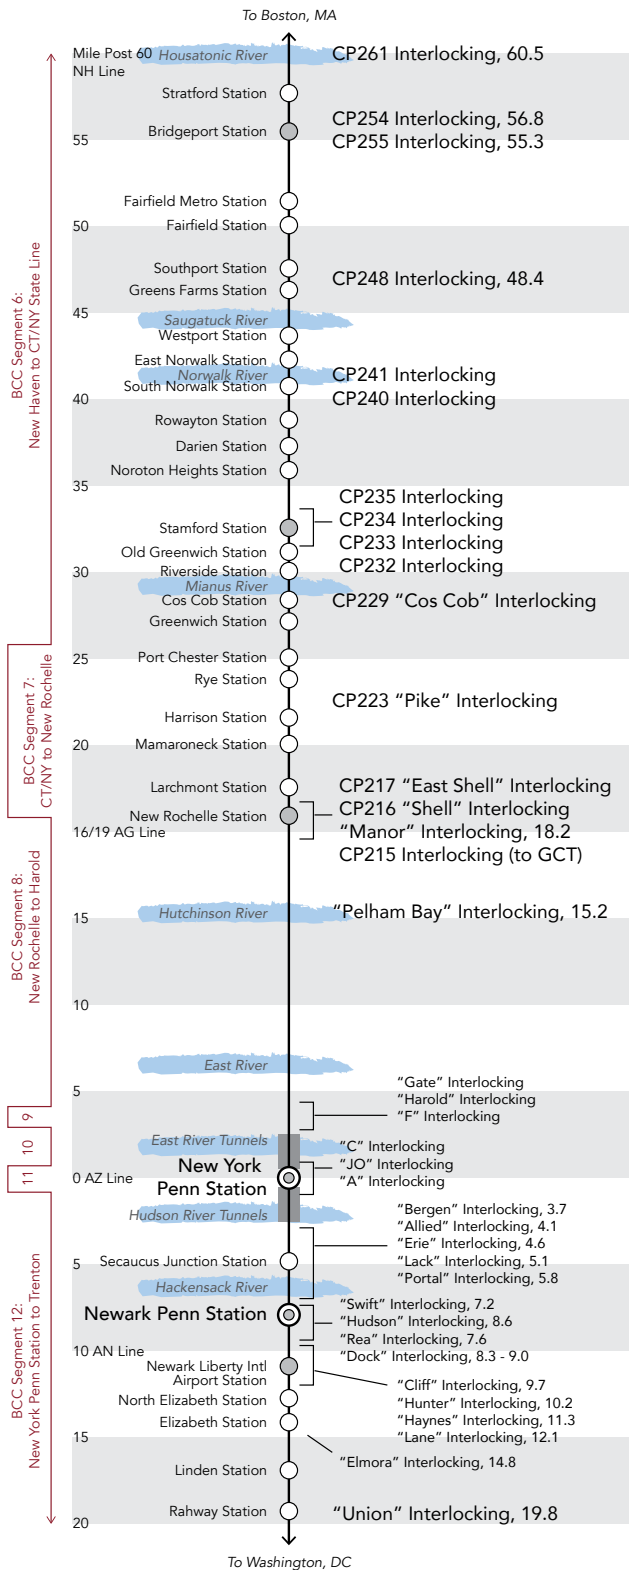 To Boston, MA
Mile Post 60
NH Line
Housatonic River
CP261 Interlocking, 60.5
Stratford Station
CP254 Interlocking, 56.8
Bridgeport Station
CP255 Interlocking, 55.3
55
Fairfield Metro Station
Fairfield Station
50
Southport Station
CP248 Interlocking, 48.4
Greens Farms Station
45
Saugatuck River
Westport Station
East Norwalk Station
Norwalk River
CP241 Interlocking
South Norwalk Station
CP240 Interlocking
40
Rowayton Station
Darien Station
Noroton Heights Station
35
CP235 Interlocking
CP234 Interlocking
Stamford Station
CP233 Interlocking
Old Greenwich Station
CP232 Interlocking
30
Riverside Station
Mianus River
Cos Cob Station
CP229 “Cos Cob” Interlocking
Greenwich Station
25
Port Chester Station
Rye Station
CP223 “Pike” Interlocking
Harrison Station
20
Mamaroneck Station
Larchmont Station
CP217 “East Shell” Interlocking
CP216 “Shell” Interlocking
New Rochelle Station
16/19 AG Line
“Manor” Interlocking, 18.2
CP215 Interlocking (to GCT)
15
Hutchinson River
“Pelham Bay” Interlocking, 15.2
10
East River
5
“Gate” Interlocking
“Harold” Interlocking
“F” Interlocking
East River Tunnels
“C” Interlocking
“JO” Interlocking
“A” Interlocking
New York
Penn Station
0 AZ Line
Hudson River Tunnels
“Bergen” Interlocking, 3.7
“Allied” Interlocking, 4.1
“Erie” Interlocking, 4.6
“Lack” Interlocking, 5.1
“Portal” Interlocking, 5.8
Secaucus Junction Station
5
Hackensack River
“Swift” Interlocking, 7.2
“Hudson” Interlocking, 8.6
“Rea” Interlocking, 7.6
“Dock” Interlocking, 8.3 - 9.0
Newark Penn Station
10 AN Line
Newark Liberty Intl
Airport Station
“Cliff” Interlocking, 9.7
“Hunter” Interlocking, 10.2
“Haynes” Interlocking, 11.3
“Lane” Interlocking, 12.1
North Elizabeth Station
Elizabeth Station
15
“Elmora” Interlocking, 14.8
Linden Station
Rahway Station
“Union” Interlocking, 19.8
20
To Washington, DC
BCC Segment 6:
New Haven to CT/NY State Line
BCC Segment 7:
CT/NY to New Rochelle
BCC Segment 8:
New Rochelle to Harold
9
10
11
BCC Segment 12:
New York Penn Station to Trenton